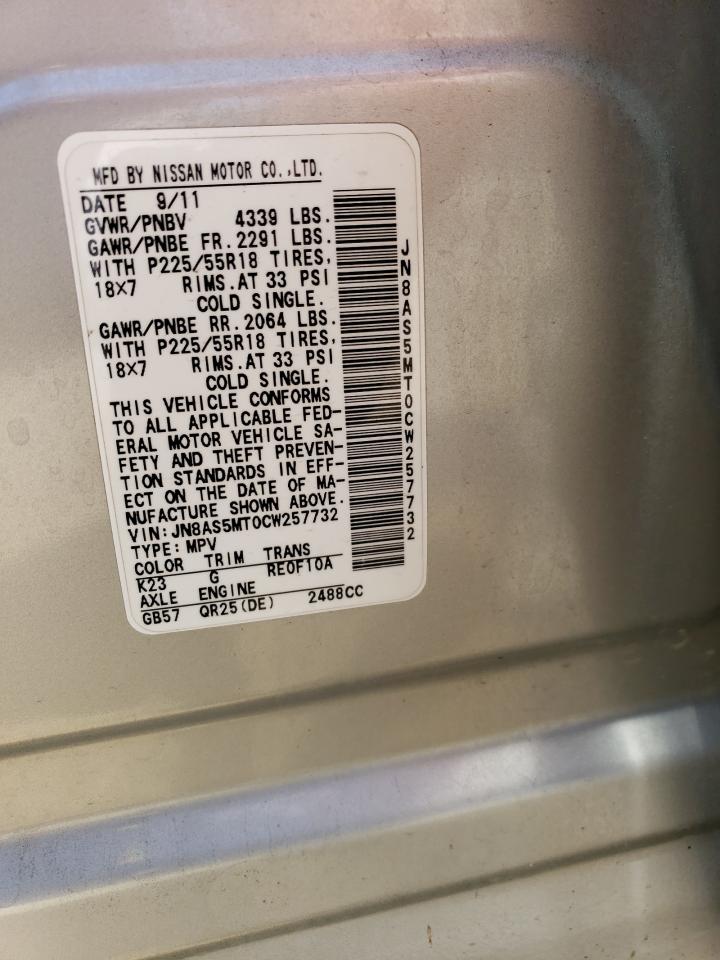 MFD BY NISSAN MOTOR CO.,LTD.
DATE 9/11
GVWR/PNBV 4339 LBS.
GAWR/PNBE FR.2291 LBS.
WITH P225/55R18 TIRES,
18X7 RIMS.AT 33 PSI
COLD SINGLE.
GAWR/PNBE RR.2064 LBS.
WITH P225/55R18 TIRES,
18X7 RIMS.AT 33 PSI
COLD SINGLE.
THIS VEHICLE CONFORMS
TO ALL APPLICABLE FED-
ERAL MOTOR VEHICLE SA-
FETY AND THEFT PREVEN-
TION STANDARDS IN EFF-
ECT ON THE DATE OF MA-
NUFACTURE SHOWN ABOVE.
VIN:JN8AS5MT0CW257732
TYPE:MPV
COLOR TRIM TRANS
K23 G RE0F10A
AXLE ENGINE
GB57 QR25(DE) 2488CC
JN8AS5MT0CW257732